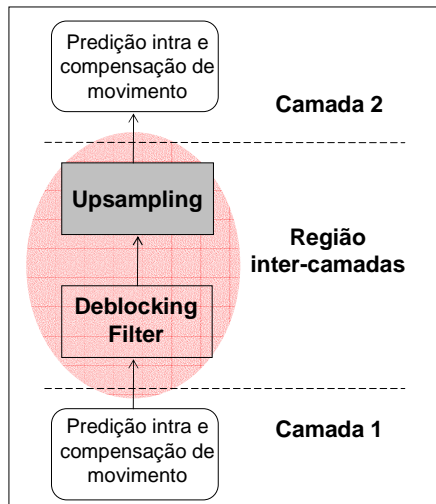 Predição intra e
compensação de
movimento
Camada 2
Upsampling
Região
inter-camadas
Deblocking
Filter
Predição intra e
compensação de
movimento
Camada 1